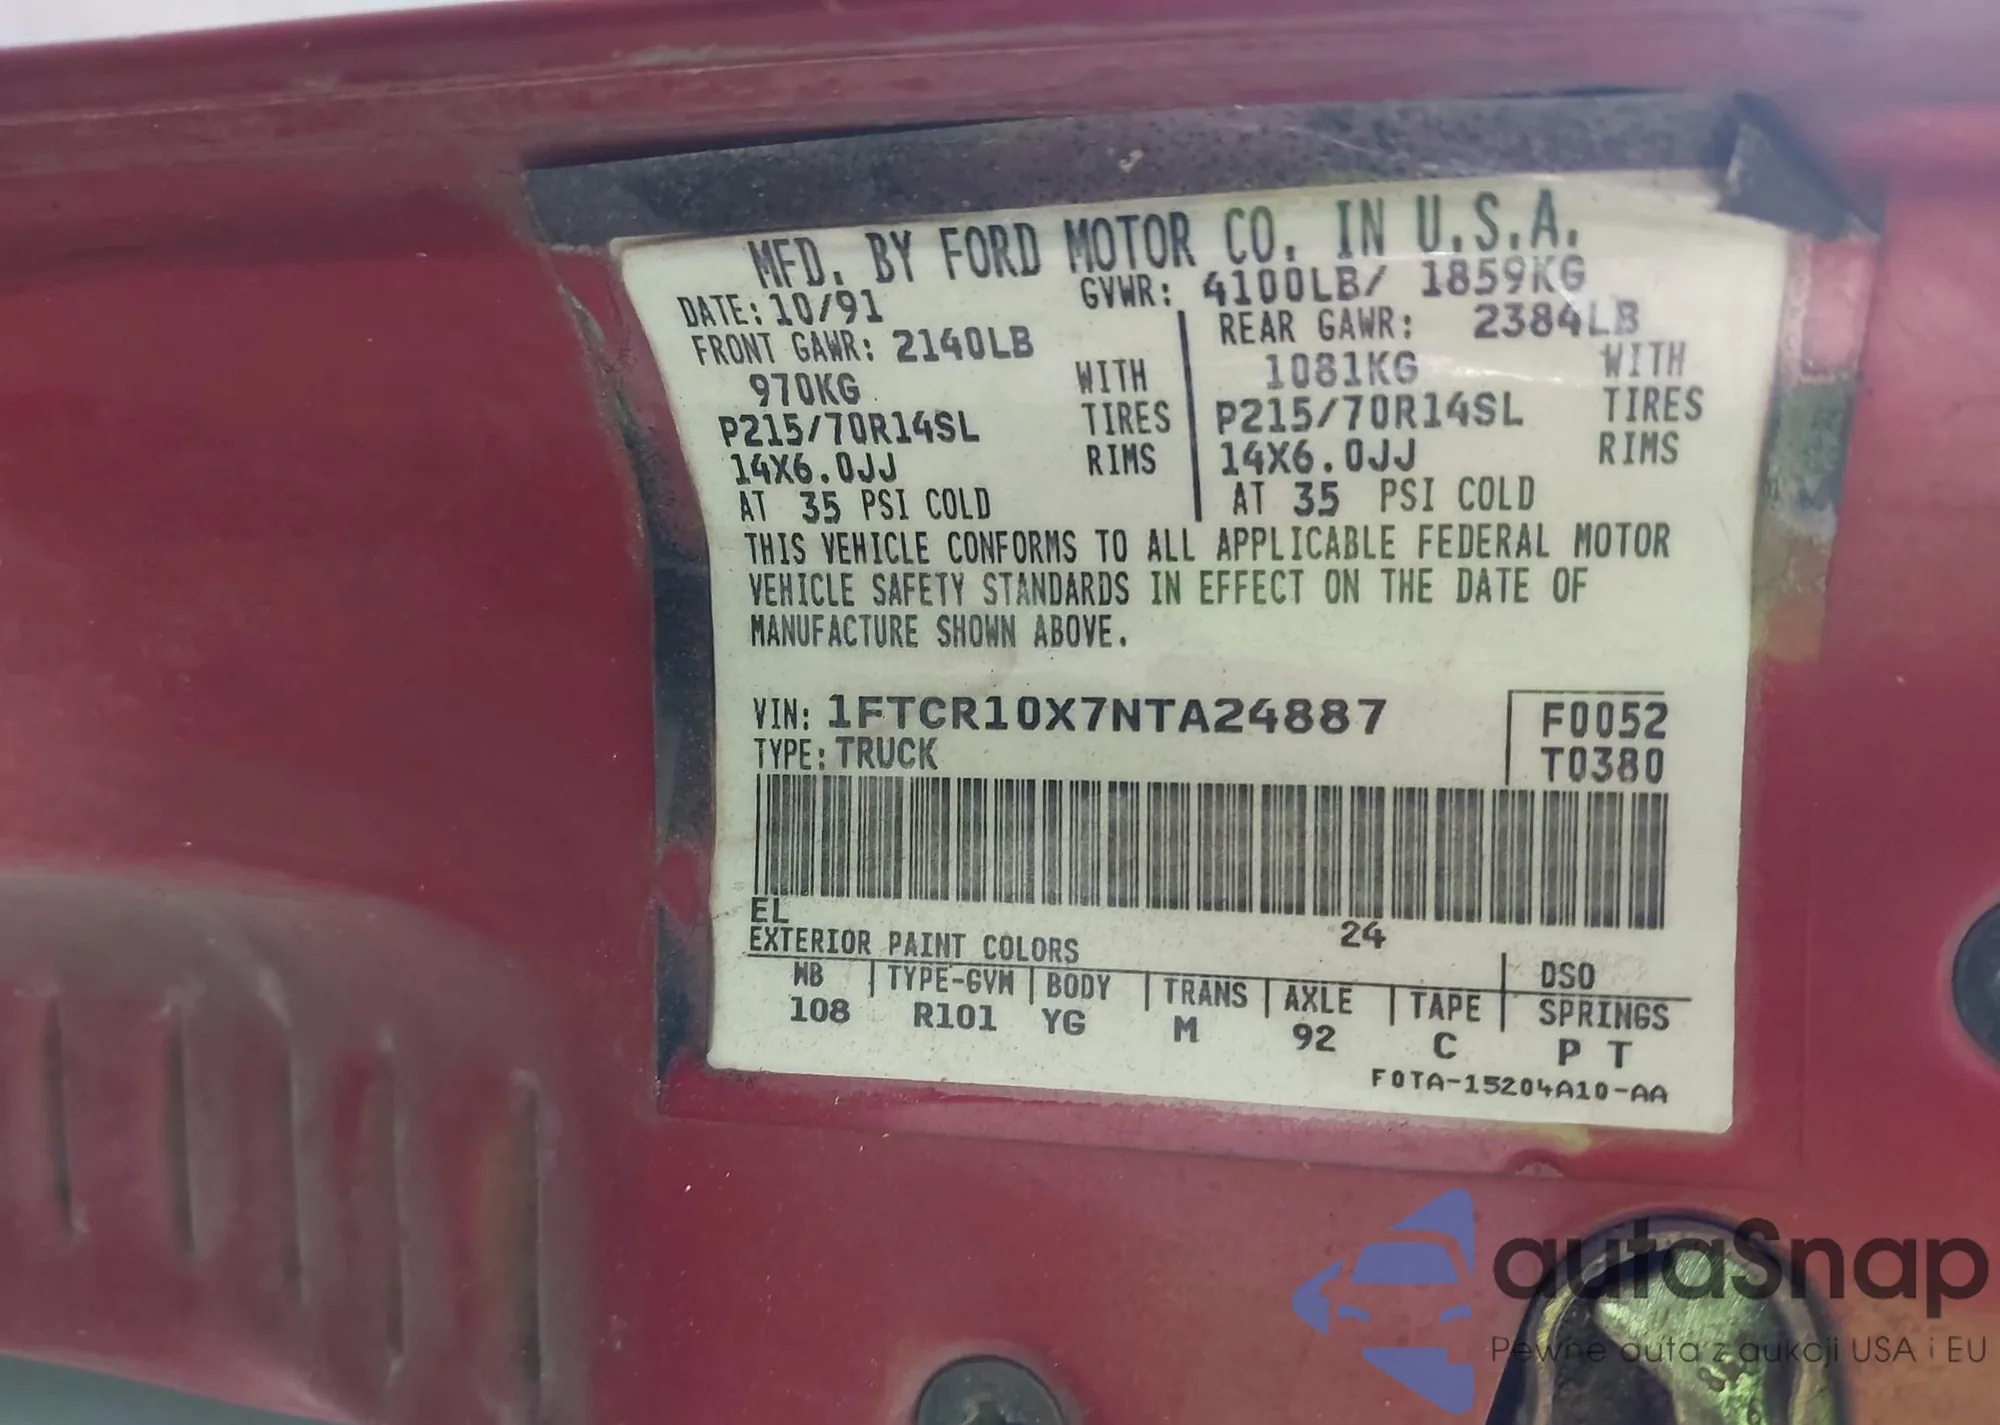 MFD. BY FORD MOTOR CO. IN U.S.A.
DATE: 10/91 GVWR: 4100LB/ 1859KG
FRONT GAWR: 2140LB REAR GAWR: 2384LB
970KG WITH 1081KG WITH
P215/70R14SL TIRES P215/70R14SL TIRES
14X6.0JJ RIMS 14X6.0JJ RIMS
AT 35 PSI COLD AT 35 PSI COLD
THIS VEHICLE CONFORMS TO ALL APPLICABLE FEDERAL MOTOR
VEHICLE SAFETY STANDARDS IN EFFECT ON THE DATE OF
MANUFACTURE SHOWN ABOVE.
VIN: 1FTCR10X7NTA24887 F0052
TYPE: TRUCK T0380
EL 24
EXTERIOR PAINT COLORS DSO
WB TYPE-GVM BODY TRANS AXLE TAPE SPRINGS
108 R101 YG M 92 C P T
F0TA-15204A10-AA
autaSnap
Pewne auta z aukcji USA i EU